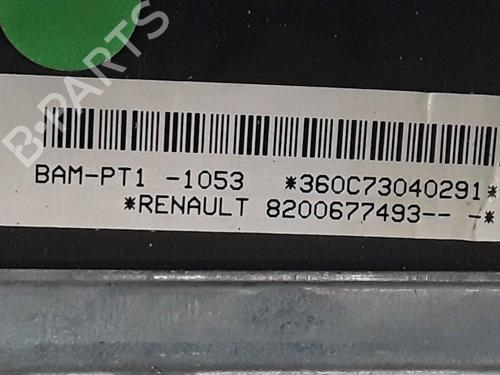 B-PARTS
BAM-PT1 -1053 *360C73040291*
*RENAULT 8200677493-- -*